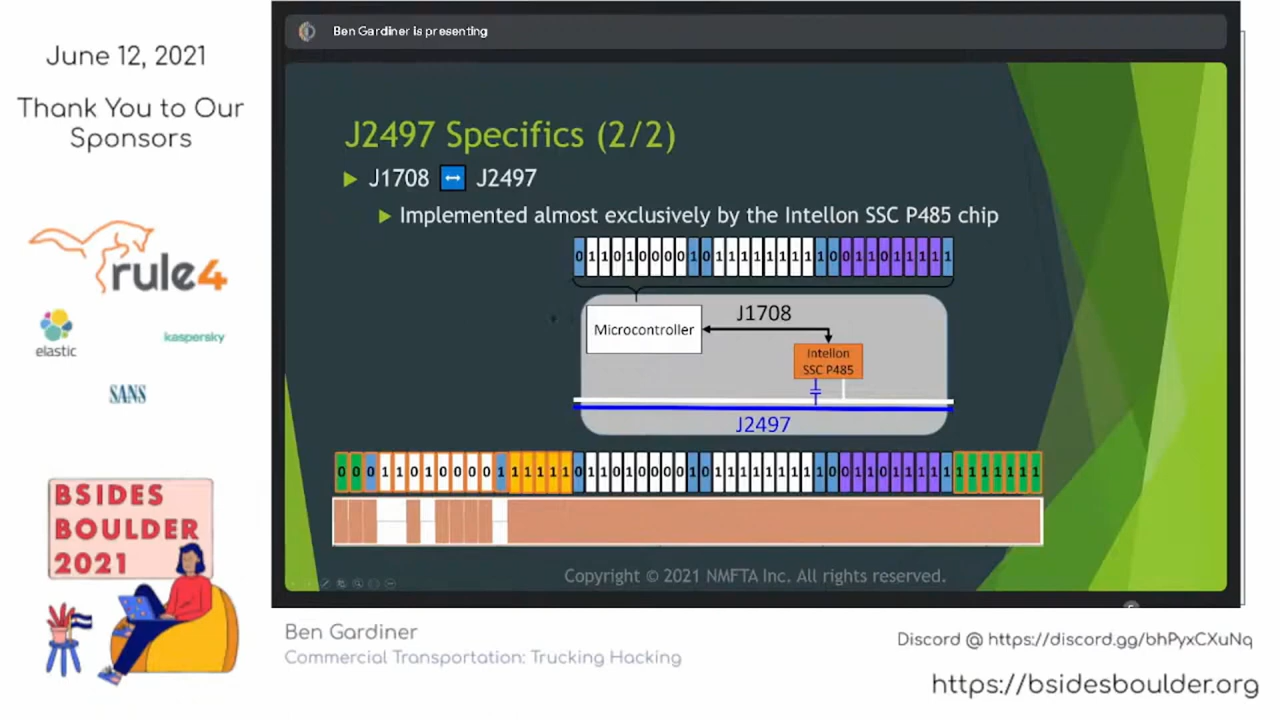 June 12, 2021
Thank You to Our
Sponsors
rule4
elastic
kaspersky
SANS
BSIDES
BOULDER
2021
Ben Gardiner is presenting
J2497 Specifics (2/2)
J1708 ↔ J2497
Implemented almost exclusively by the Intellon SSC P485 chip
011010000101111111110011011111
Microcontroller
J1708
Intellon
SSC P485
J2497
000110100001111110110100001011111111100110111111111111
Copyright © 2021 NMFTA Inc. All rights reserved.
Ben Gardiner
Commercial Transportation: Trucking Hacking
Discord @ https://discord.gg/bhPyxCXuNq
https://bsidesboulder.org